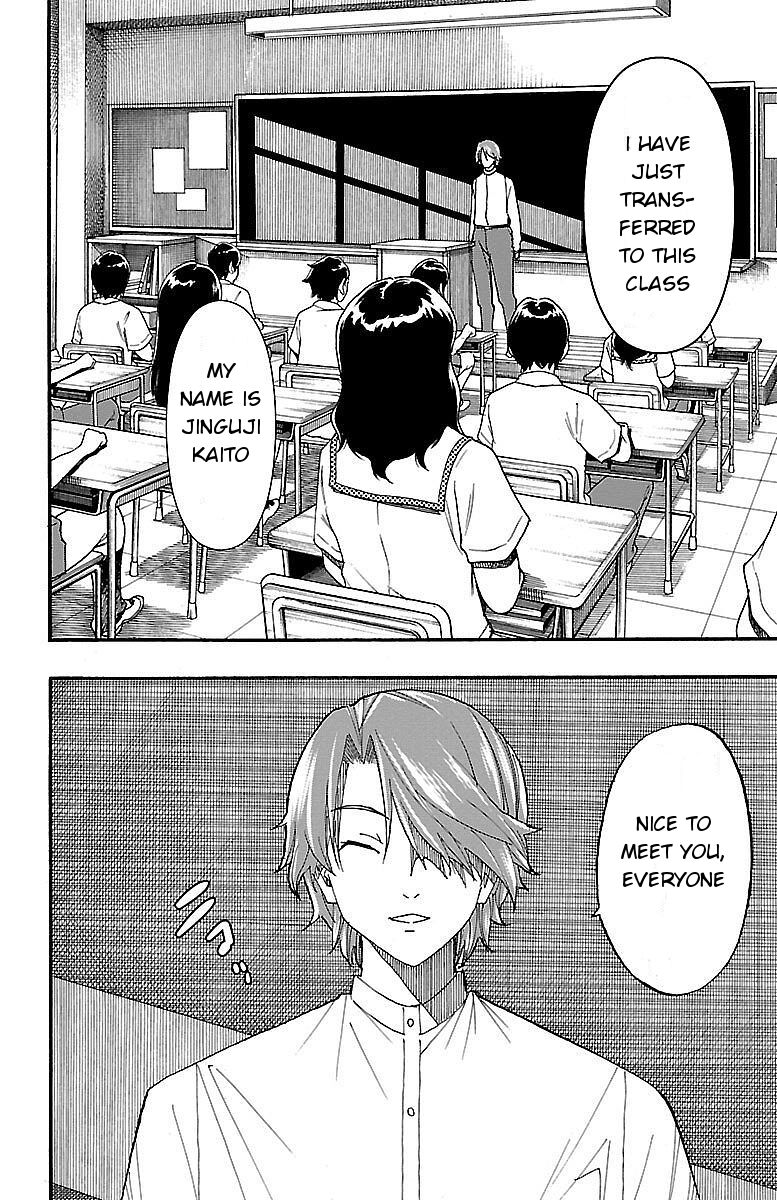 I HAVE
JUST
TRANS-
FERRED
TO THIS
CLASS
MY
NAME IS
JINGUJI
KAITO
NICE TO
MEET YOU,
EVERYONE